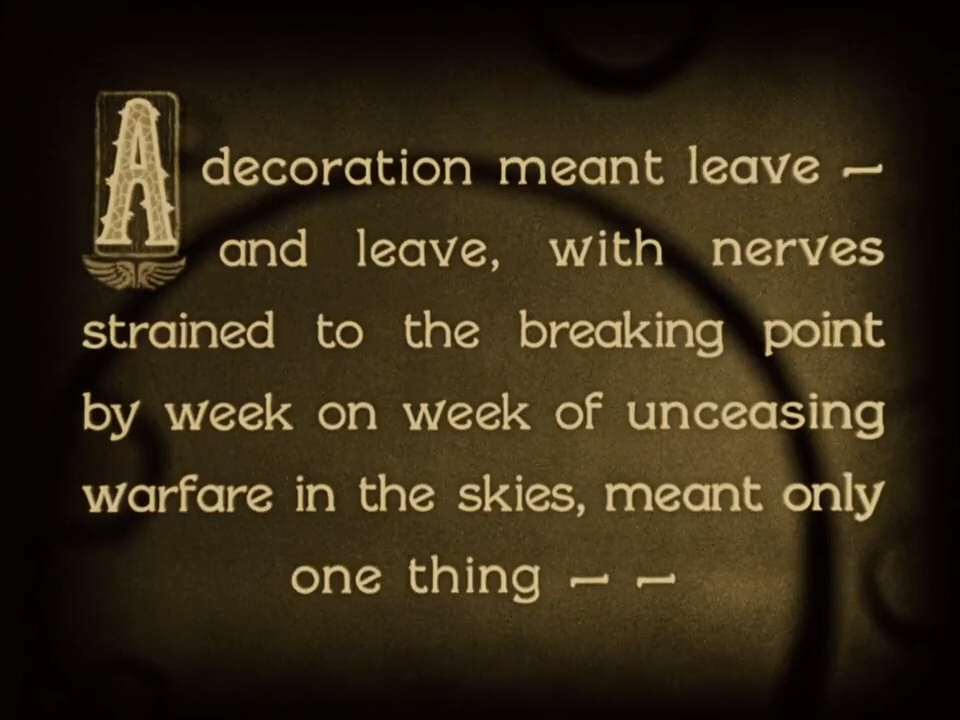 A decoration meant leave —
and leave, with nerves
strained to the breaking point
by week on week of unceasing
warfare in the skies, meant only
one thing — —